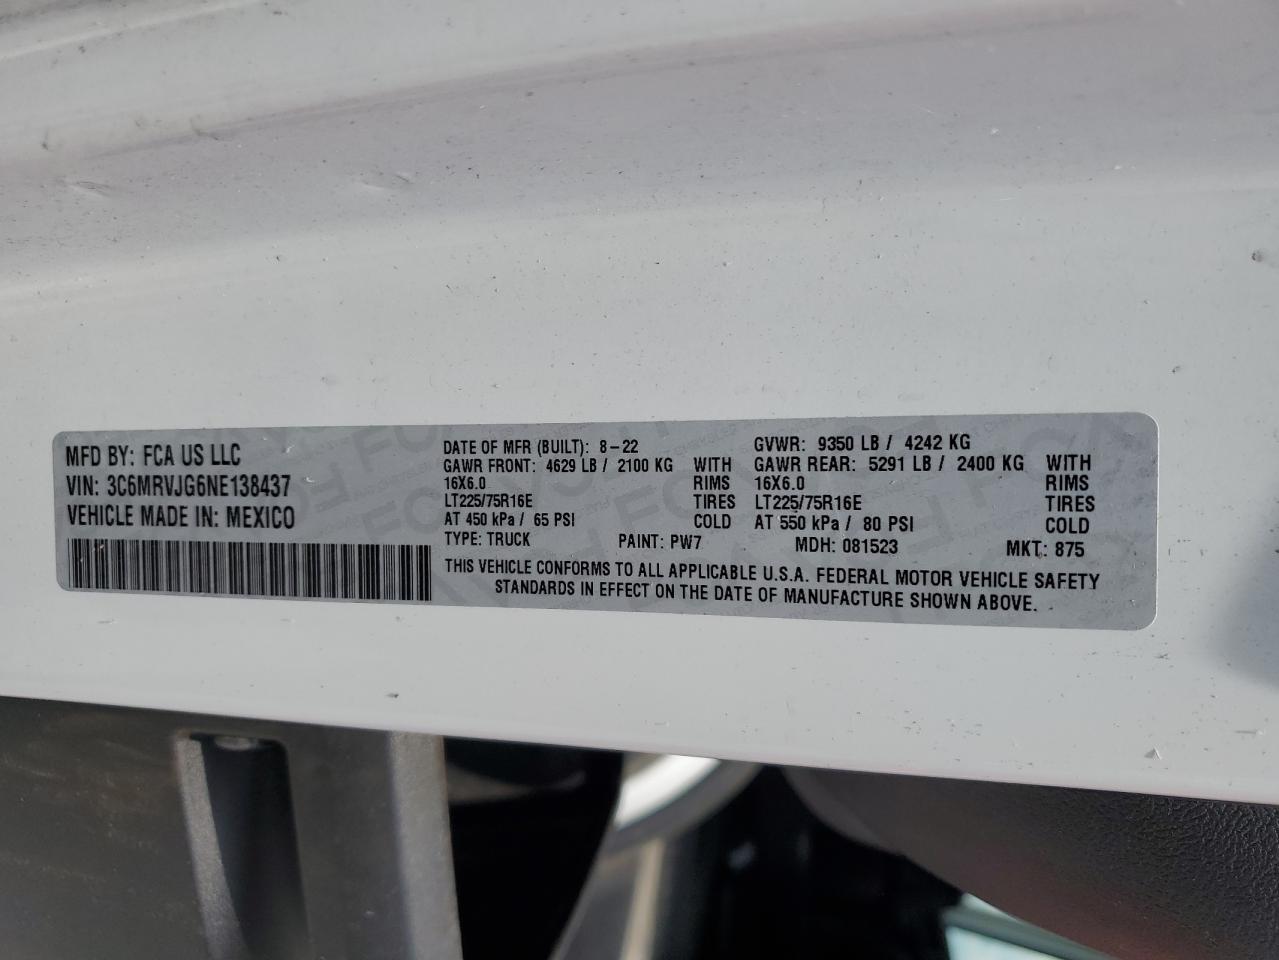 MFD BY: FCA US LLC
VIN: 3C6MRVJG6NE138437
VEHICLE MADE IN: MEXICO
DATE OF MFR (BUILT): 8-22
GAWR FRONT: 4629 LB / 2100 KG WITH
16X6.0 RIMS
LT225/75R16E TIRES
AT 450 kPa / 65 PSI COLD
GVWR: 9350 LB / 4242 KG
GAWR REAR: 5291 LB / 2400 KG WITH
16X6.0 RIMS
LT225/75R16E TIRES
AT 550 kPa / 80 PSI COLD
TYPE: TRUCK PAINT: PW7 MDH: 081523 MKT: 875
THIS VEHICLE CONFORMS TO ALL APPLICABLE U.S.A. FEDERAL MOTOR VEHICLE SAFETY
STANDARDS IN EFFECT ON THE DATE OF MANUFACTURE SHOWN ABOVE.